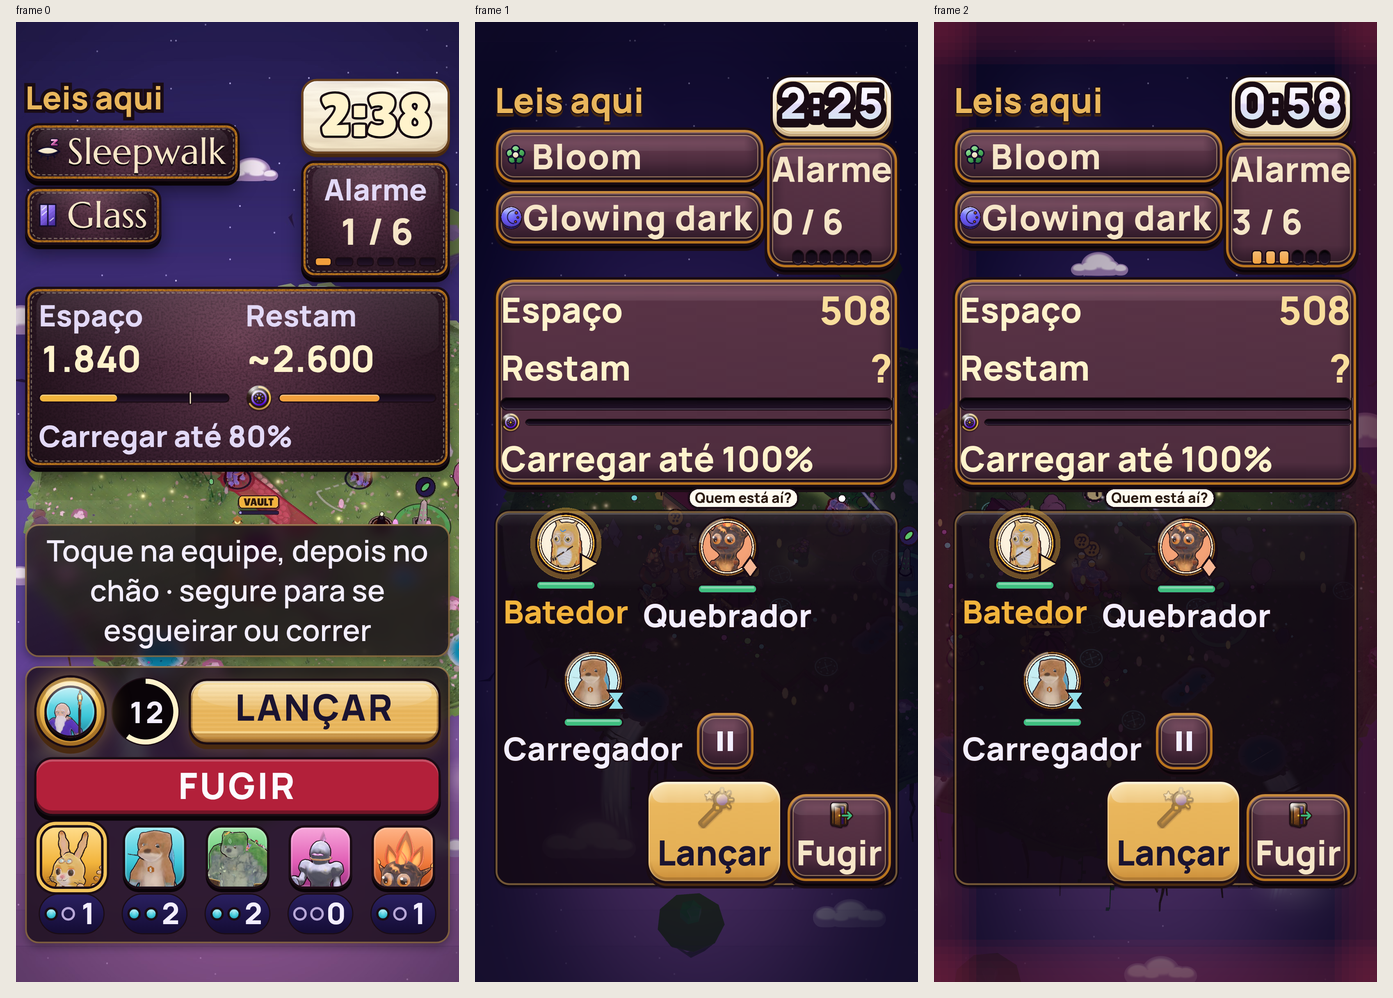 frame 0
Leis aqui
2:38
Sleepwalk
Glass
Alarme
1 / 6
Espaço
Restam
1.840
~2.600
Carregar até 80%
VAULT
Toque na equipe, depois no
chão · segure para se
esgueirar ou correr
12
LANÇAR
FUGIR
1
2
2
0
1
frame 1
Leis aqui
2:25
Bloom
Glowing dark
Alarme
0 / 6
Espaço
508
Restam
?
Carregar até 100%
Quem está aí?
Batedor
Quebrador
Carregador
Lançar
Fugir
frame 2
Leis aqui
0:58
Bloom
Glowing dark
Alarme
3 / 6
Espaço
508
Restam
?
Carregar até 100%
Quem está aí?
Batedor
Quebrador
Carregador
Lançar
Fugir